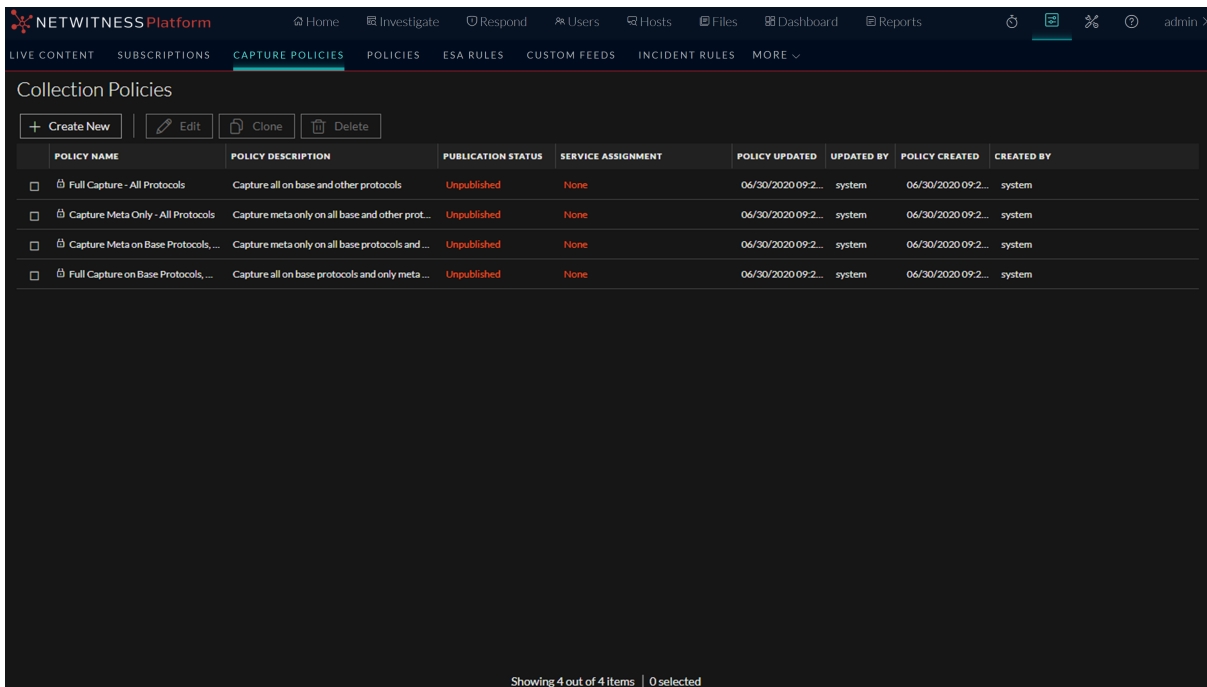 NETWITNESS Platform Home Investigate Respond Users Hosts Files Dashboard Reports admin
LIVE CONTENT SUBSCRIPTIONS CAPTURE POLICIES POLICIES ESA RULES CUSTOM FEEDS INCIDENT RULES MORE
Collection Policies
+ Create New Edit Clone Delete
POLICY NAME POLICY DESCRIPTION PUBLICATION STATUS SERVICE ASSIGNMENT POLICY UPDATED UPDATED BY POLICY CREATED CREATED BY
Full Capture - All Protocols Capture all on base and other protocols Unpublished None 06/30/2020 09:2... system 06/30/2020 09:2... system
Capture Meta Only - All Protocols Capture meta only on all base and other prot... Unpublished None 06/30/2020 09:2... system 06/30/2020 09:2... system
Capture Meta on Base Protocols, ... Capture meta only on all base protocols and ... Unpublished None 06/30/2020 09:2... system 06/30/2020 09:2... system
Full Capture on Base Protocols, ... Capture all on base protocols and only meta ... Unpublished None 06/30/2020 09:2... system 06/30/2020 09:2... system
Showing 4 out of 4 items | 0 selected